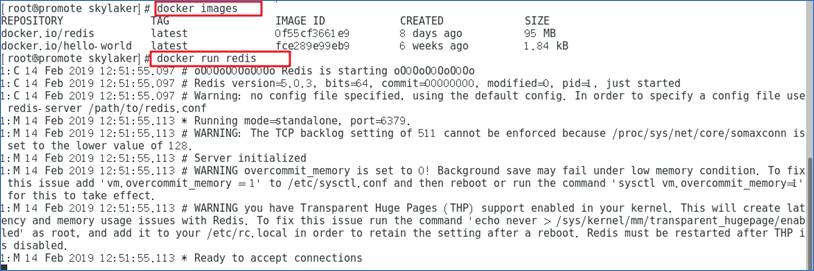 [root@promote skylaker]# docker images
REPOSITORY TAG IMAGE ID CREATED SIZE
docker.io/redis latest 0f55cf3661e9 8 days ago 95 MB
docker.io/hello-world latest fce289e99eb9 6 weeks ago 1.84 kB
[root@promote skylaker]# docker run redis
1:C 14 Feb 2019 12:51:55.097 # oO0OoO0OoO0Oo Redis is starting oO0OoO0OoO0Oo
1:C 14 Feb 2019 12:51:55.097 # Redis version=5.0.3, bits=64, commit=00000000, modified=0, pid=1, just started
1:C 14 Feb 2019 12:51:55.097 # Warning: no config file specified, using the default config. In order to specify a config file use
redis-server /path/to/redis.conf
1:M 14 Feb 2019 12:51:55.113 * Running mode=standalone, port=6379.
1:M 14 Feb 2019 12:51:55.113 # WARNING: The TCP backlog setting of 511 cannot be enforced because /proc/sys/net/core/somaxconn is
set to the lower value of 128.
1:M 14 Feb 2019 12:51:55.113 # Server initialized
1:M 14 Feb 2019 12:51:55.113 # WARNING overcommit_memory is set to 0! Background save may fail under low memory condition. To fix
this issue add 'vm.overcommit_memory = 1' to /etc/sysctl.conf and then reboot or run the command 'sysctl vm.overcommit_memory=1'
for this to take effect.
1:M 14 Feb 2019 12:51:55.113 # WARNING you have Transparent Huge Pages (THP) support enabled in your kernel. This will create lat
ency and memory usage issues with Redis. To fix this issue run the command 'echo never > /sys/kernel/mm/transparent_hugepage/enab
led' as root, and add it to your /etc/rc.local in order to retain the setting after a reboot. Redis must be restarted after THP i
s disabled.
1:M 14 Feb 2019 12:51:55.113 * Ready to accept connections